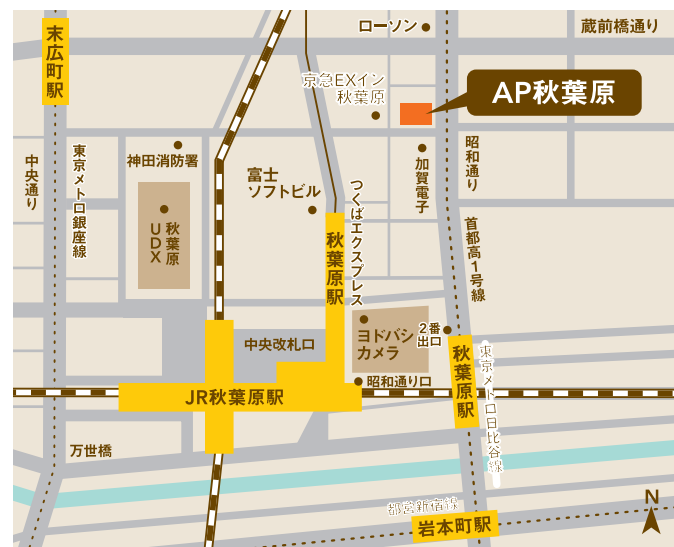 ローソン
蔵前橋通り
末広町駅
京急EXイン
秋葉原
AP秋葉原
中央通り
東京メトロ銀座線
神田消防署
富士
ソフトビル
加賀電子
昭和通り
秋葉原
UDX
つくばエクスプレス
秋葉原駅
首都高1号線
中央改札口
ヨドバシ
カメラ
2番
出口
秋葉原駅
東京メトロ日比谷線
昭和通り口
JR秋葉原駅
万世橋
都営新宿線
岩本町駅
N